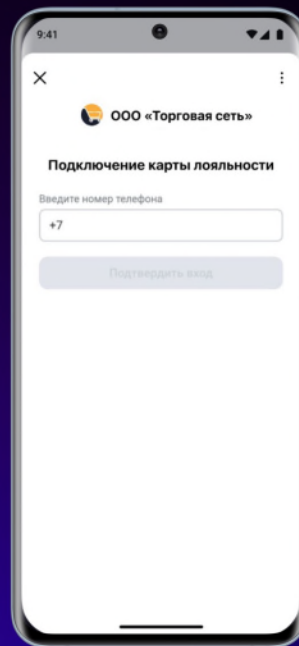 9:41
ООО «Торговая сеть»
Подключение карты лояльности
Введите номер телефона
+7
Подтвердить вход